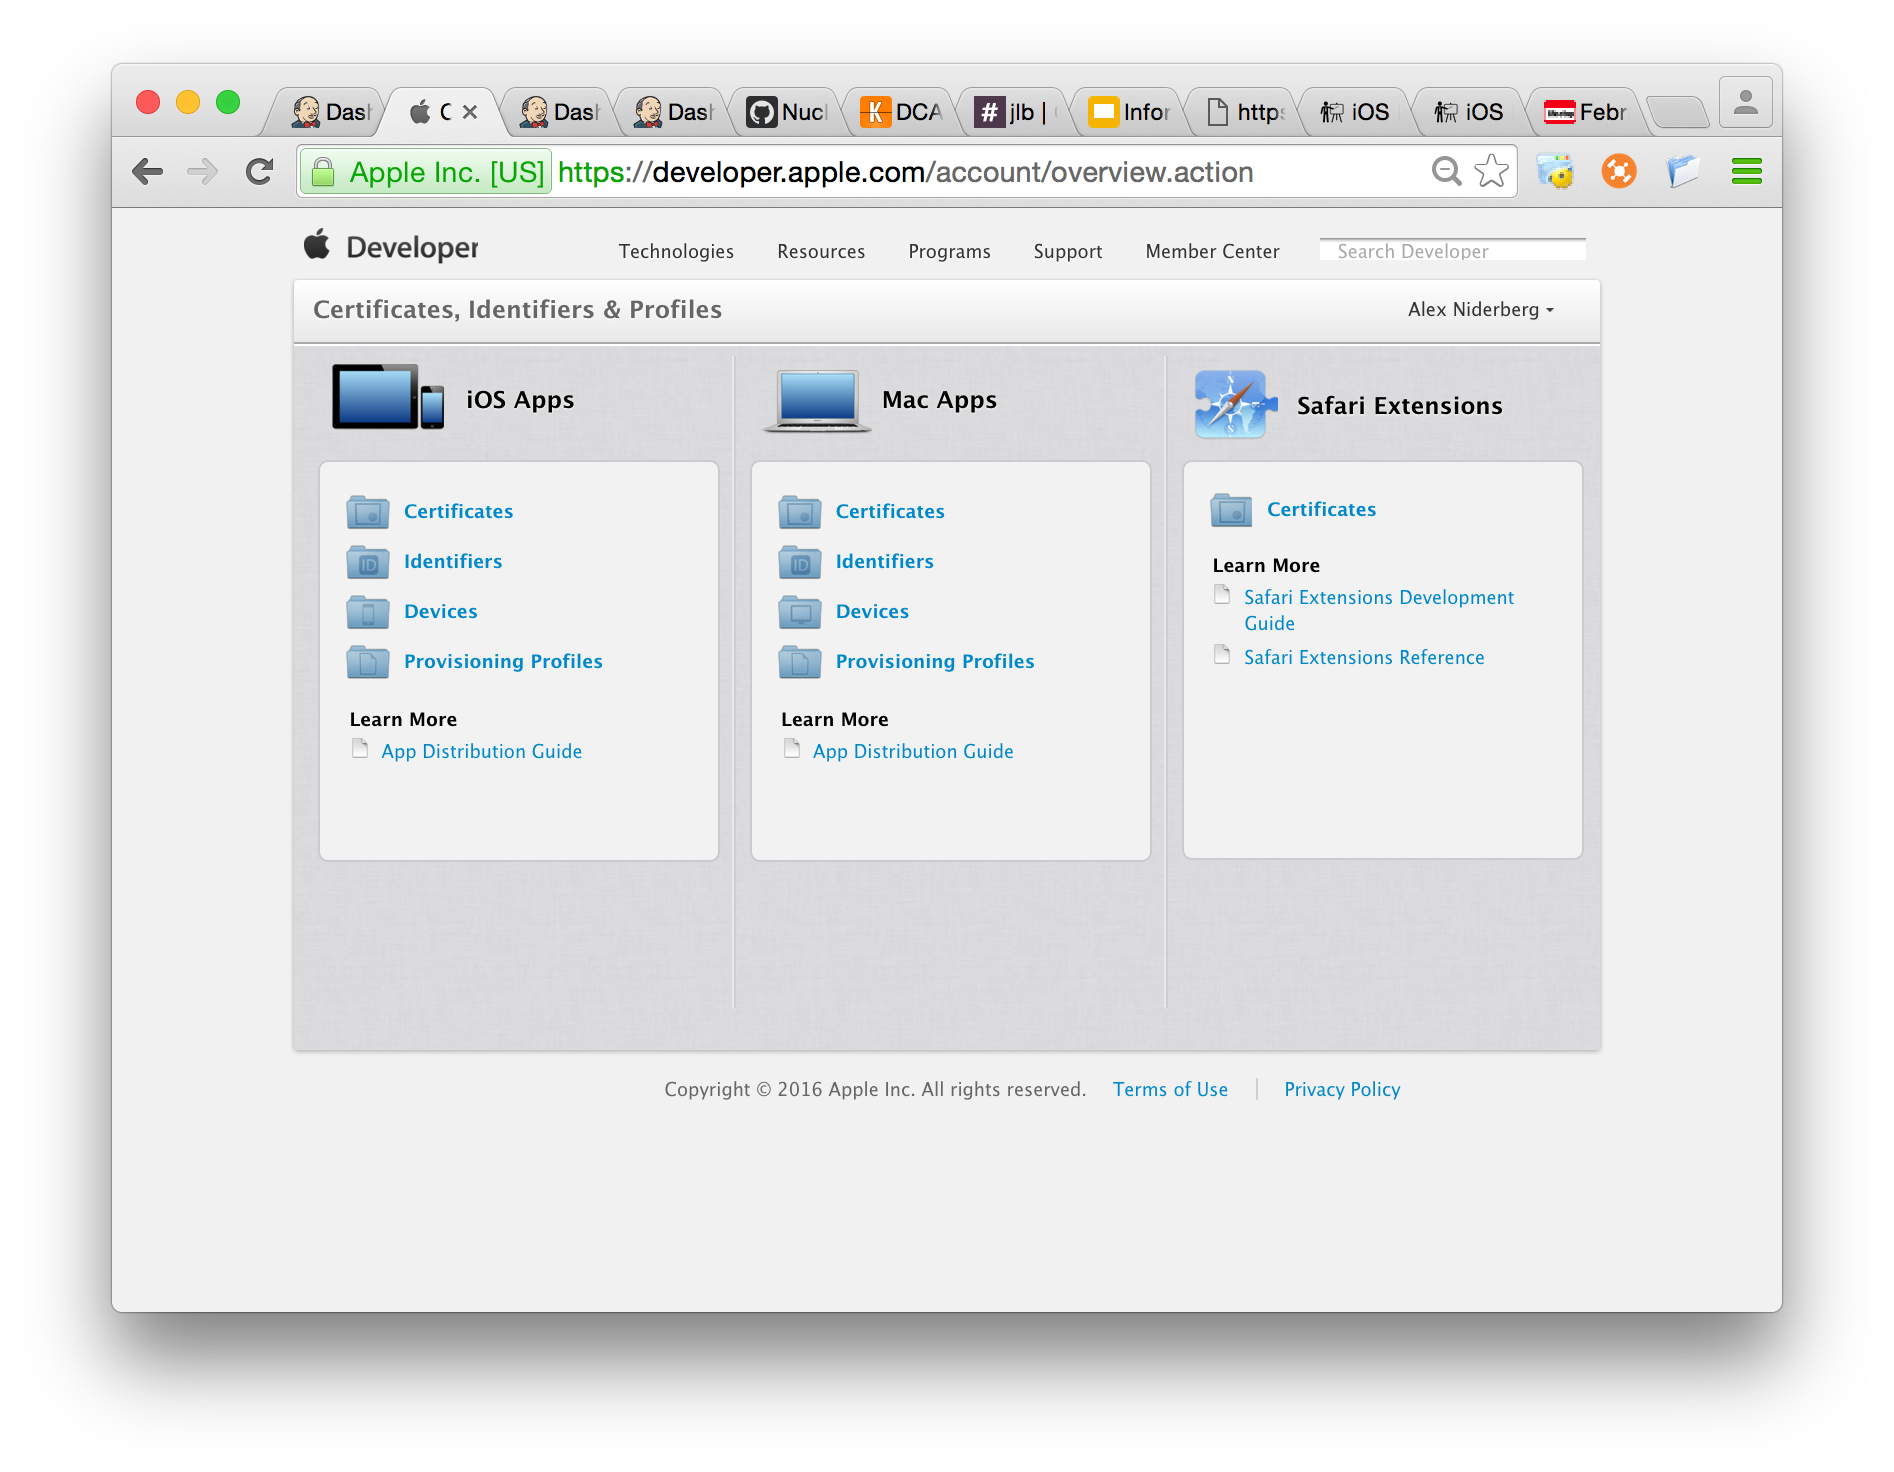 Dash
C
Dash
Dash
Nucl
DCA
jlb |
Infor
https
iOS
iOS
Febr
Apple Inc. [US] https://developer.apple.com/account/overview.action
Developer
Technologies Resources Programs Support Member Center Search Developer
Certificates, Identifiers & Profiles Alex Niderberg
iOS Apps
Certificates
Identifiers
Devices
Provisioning Profiles
Learn More
App Distribution Guide
Mac Apps
Certificates
Identifiers
Devices
Provisioning Profiles
Learn More
App Distribution Guide
Safari Extensions
Certificates
Learn More
Safari Extensions Development
Guide
Safari Extensions Reference
Copyright © 2016 Apple Inc. All rights reserved. Terms of Use Privacy Policy